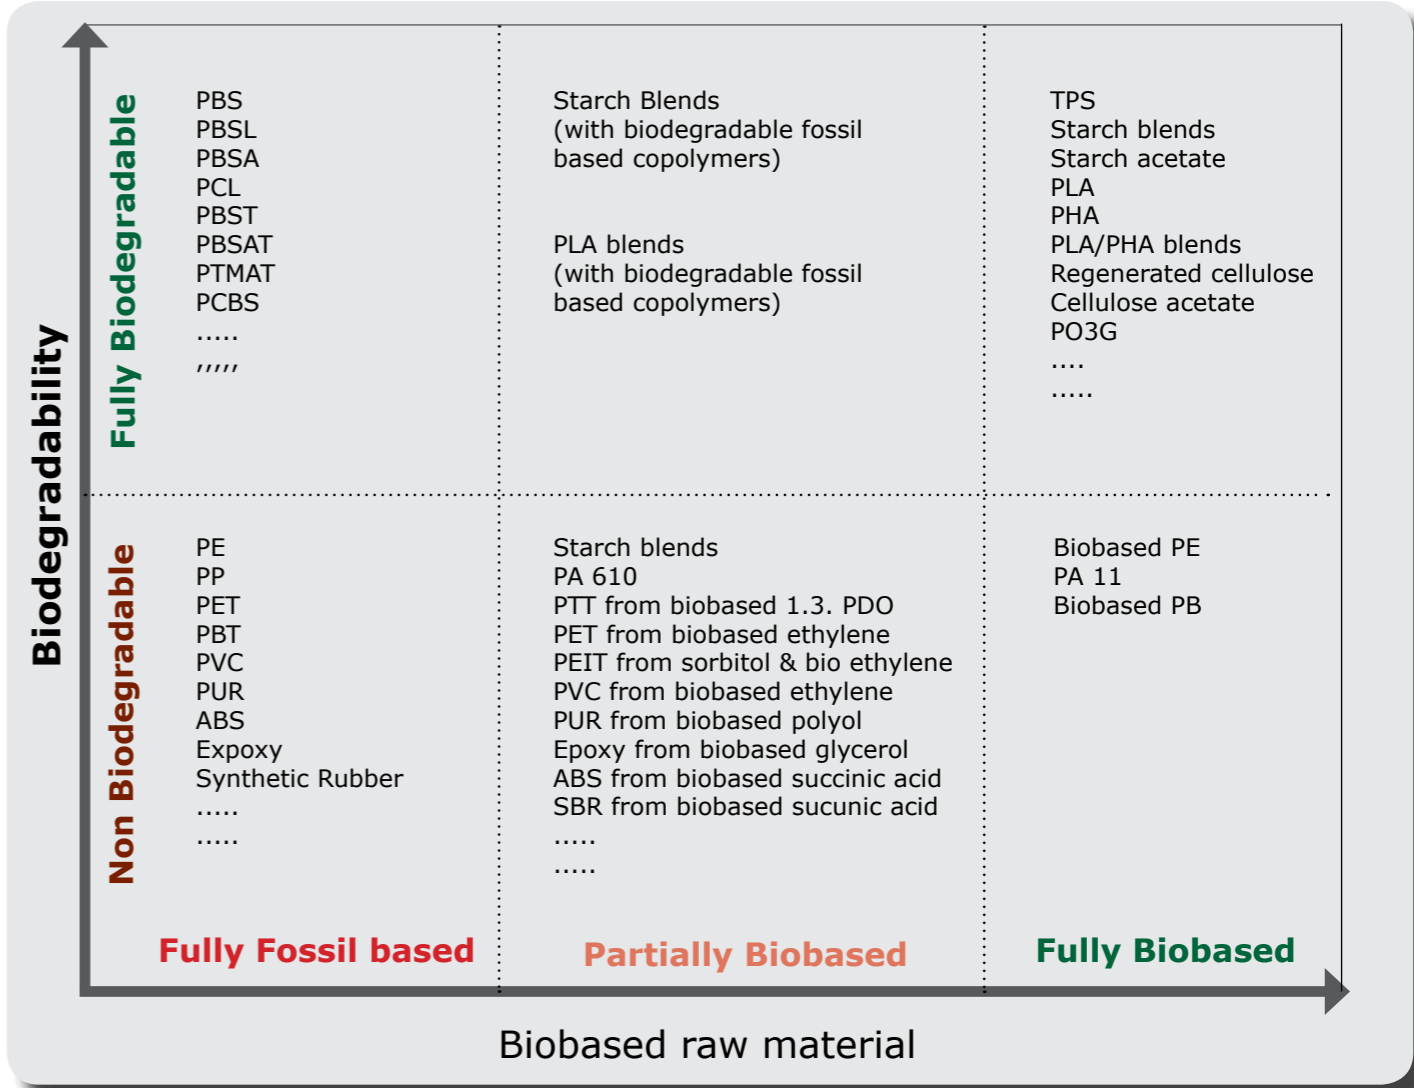 Biodegradability
Fully Biodegradable
PBS
PBSL
PBSA
PCL
PBST
PBSAT
PTMAT
PCBS
.....
,,,,,
Starch Blends
(with biodegradable fossil
based copolymers)
PLA blends
(with biodegradable fossil
based copolymers)
TPS
Starch blends
Starch acetate
PLA
PHA
PLA/PHA blends
Regenerated cellulose
Cellulose acetate
PO3G
....
.....
Non Biodegradable
PE
PP
PET
PBT
PVC
PUR
ABS
Expoxy
Synthetic Rubber
.....
.....
Starch blends
PA 610
PTT from biobased 1.3. PDO
PET from biobased ethylene
PEIT from sorbitol & bio ethylene
PVC from biobased ethylene
PUR from biobased polyol
Epoxy from biobased glycerol
ABS from biobased succinic acid
SBR from biobased sucunic acid
.....
.....
Biobased PE
PA 11
Biobased PB
Fully Fossil based
Partially Biobased
Fully Biobased
Biobased raw material